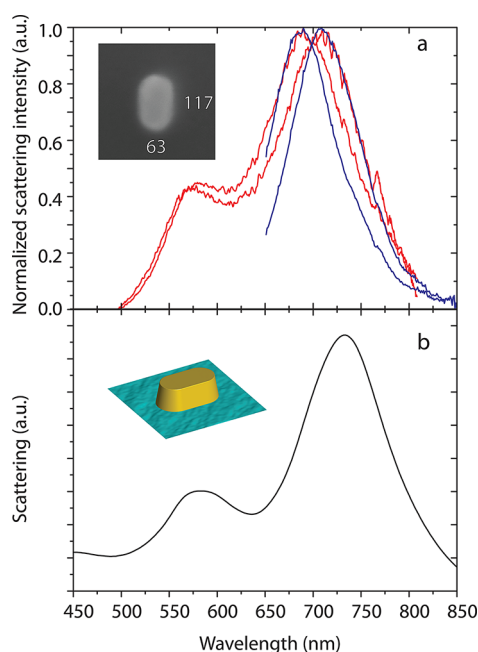 Normalized scattering intensity (a.u.)
1.0
0.8
0.6
0.4
0.2
0.0
a
117
63
Scattering (a.u.)
b
450 500 550 600 650 700 750 800 850
Wavelength (nm)